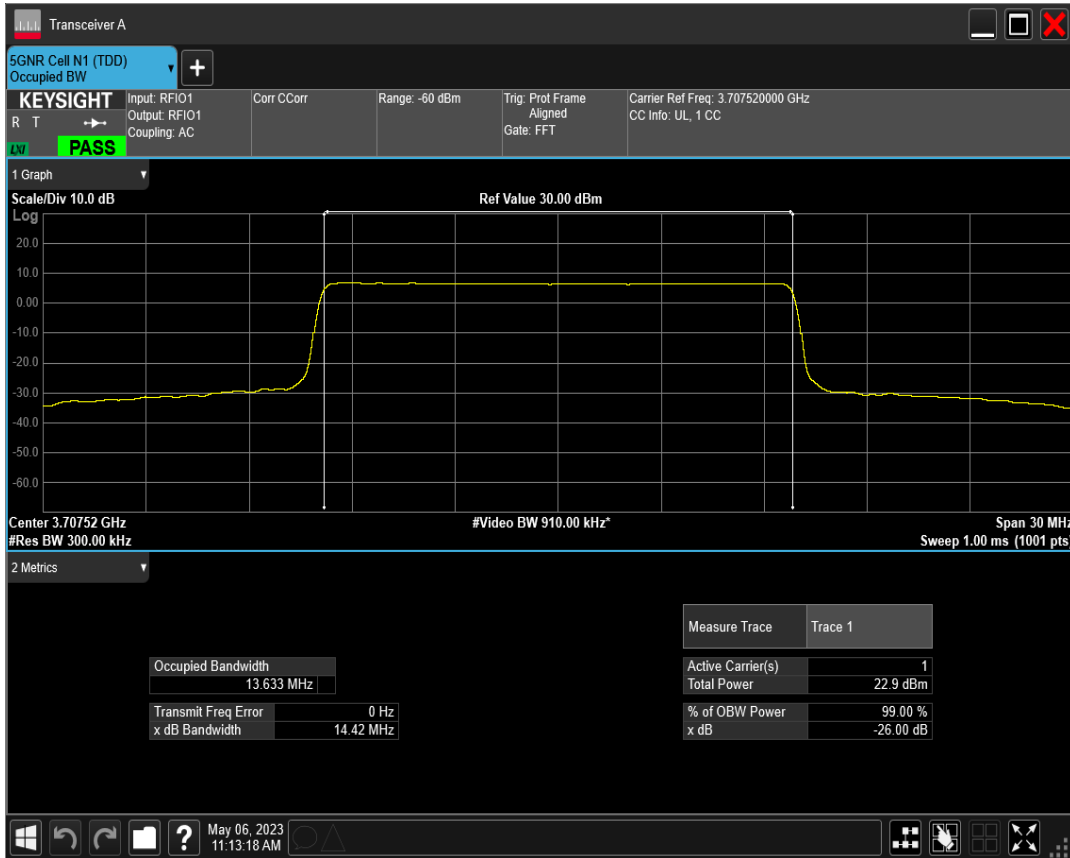 Transceiver A
5GNR Cell N1 (TDD)
Occupied BW
+
KEYSIGHT
R T
LXI
PASS
Input: RFIO1
Output: RFIO1
Coupling: AC
Corr CCorr
Range: -60 dBm
Trig: Prot Frame
Aligned
Gate: FFT
Carrier Ref Freq: 3.707520000 GHz
CC Info: UL, 1 CC
1 Graph
Scale/Div 10.0 dB
Ref Value 30.00 dBm
Log
20.0
10.0
0.00
-10.0
-20.0
-30.0
-40.0
-50.0
-60.0
Center 3.70752 GHz
#Video BW 910.00 kHz*
Span 30 MHz
#Res BW 300.00 kHz
Sweep 1.00 ms (1001 pts)
2 Metrics
Measure Trace Trace 1
Occupied Bandwidth
13.633 MHz
Active Carrier(s) 1
Total Power 22.9 dBm
Transmit Freq Error 0 Hz
x dB Bandwidth 14.42 MHz
% of OBW Power 99.00 %
x dB -26.00 dB
?
May 06, 2023
11:13:18 AM